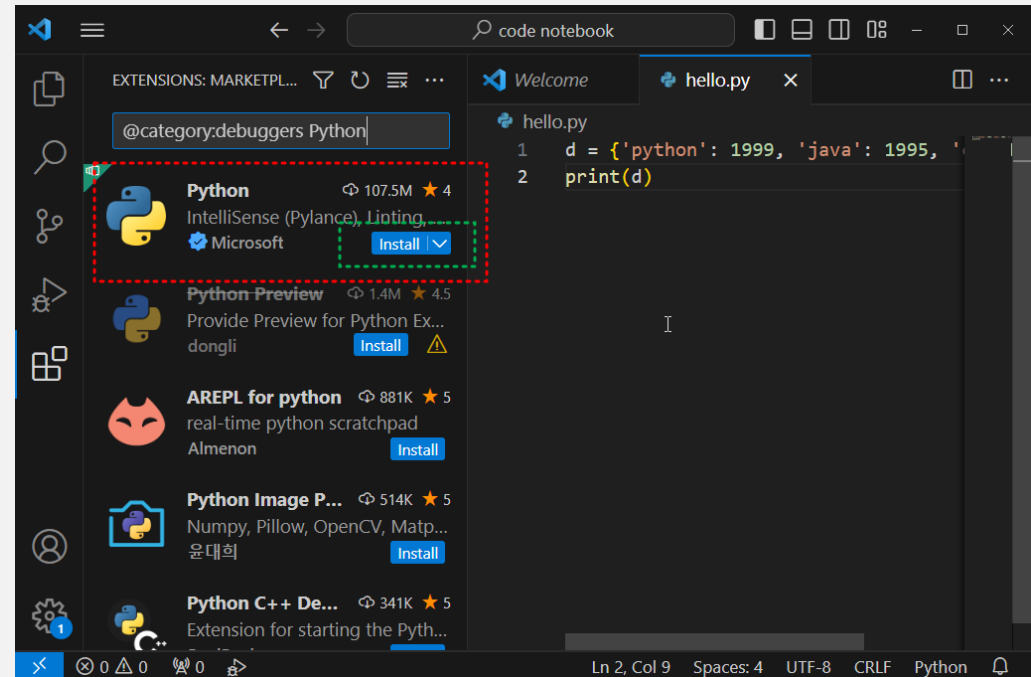 code notebook
EXTENSIONS: MARKETPL...
@category:debuggers Python
Python 107.5M 4
IntelliSense (Pylance), Linting, ...
Microsoft Install
Python Preview 1.4M 4.5
Provide Preview for Python Ex...
dongli Install
AREPL for python 881K 5
real-time python scratchpad
Almenon Install
Python Image P... 514K 5
Numpy, Pillow, OpenCV, Matp...
윤대희 Install
Python C++ De... 341K 5
Extension for starting the Pyth...
Welcome hello.py
hello.py
1 d = {'python': 1999, 'java': 1995, '
2 print(d)
1
0 0 0 Ln 2, Col 9 Spaces: 4 UTF-8 CRLF Python